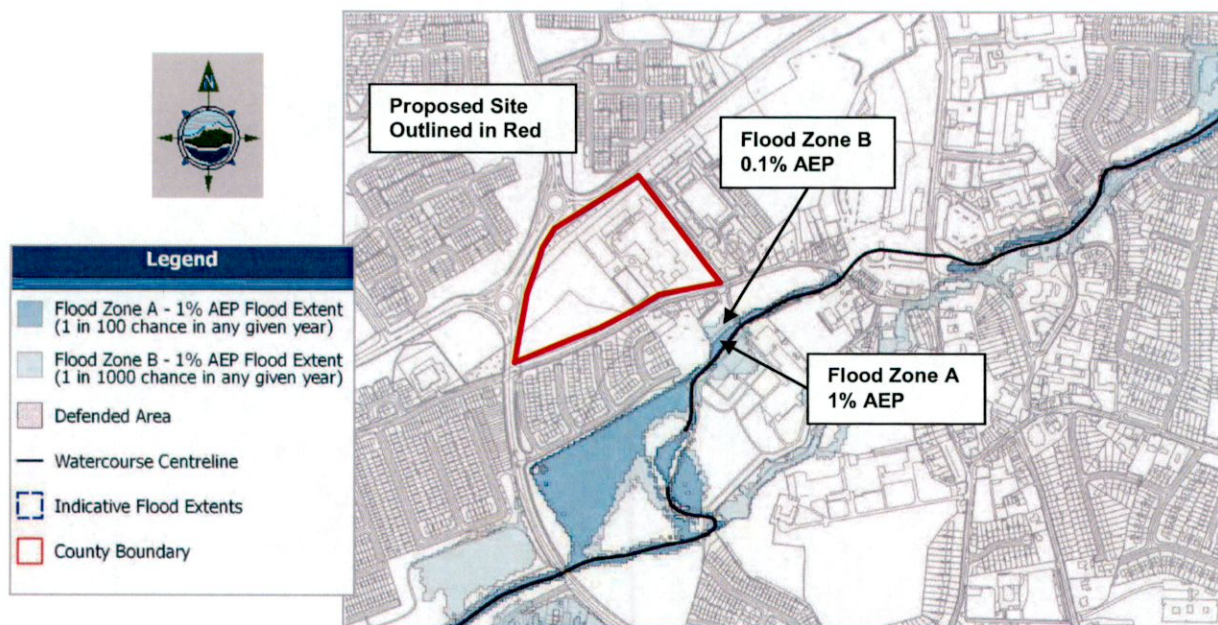 N
Proposed Site
Outlined in Red
Flood Zone B
0.1% AEP
Flood Zone A
1% AEP
Legend
Flood Zone A - 1% AEP Flood Extent
(1 in 100 chance in any given year)
Flood Zone B - 1% AEP Flood Extent
(1 in 1000 chance in any given year)
Defended Area
Watercourse Centreline
Indicative Flood Extents
County Boundary